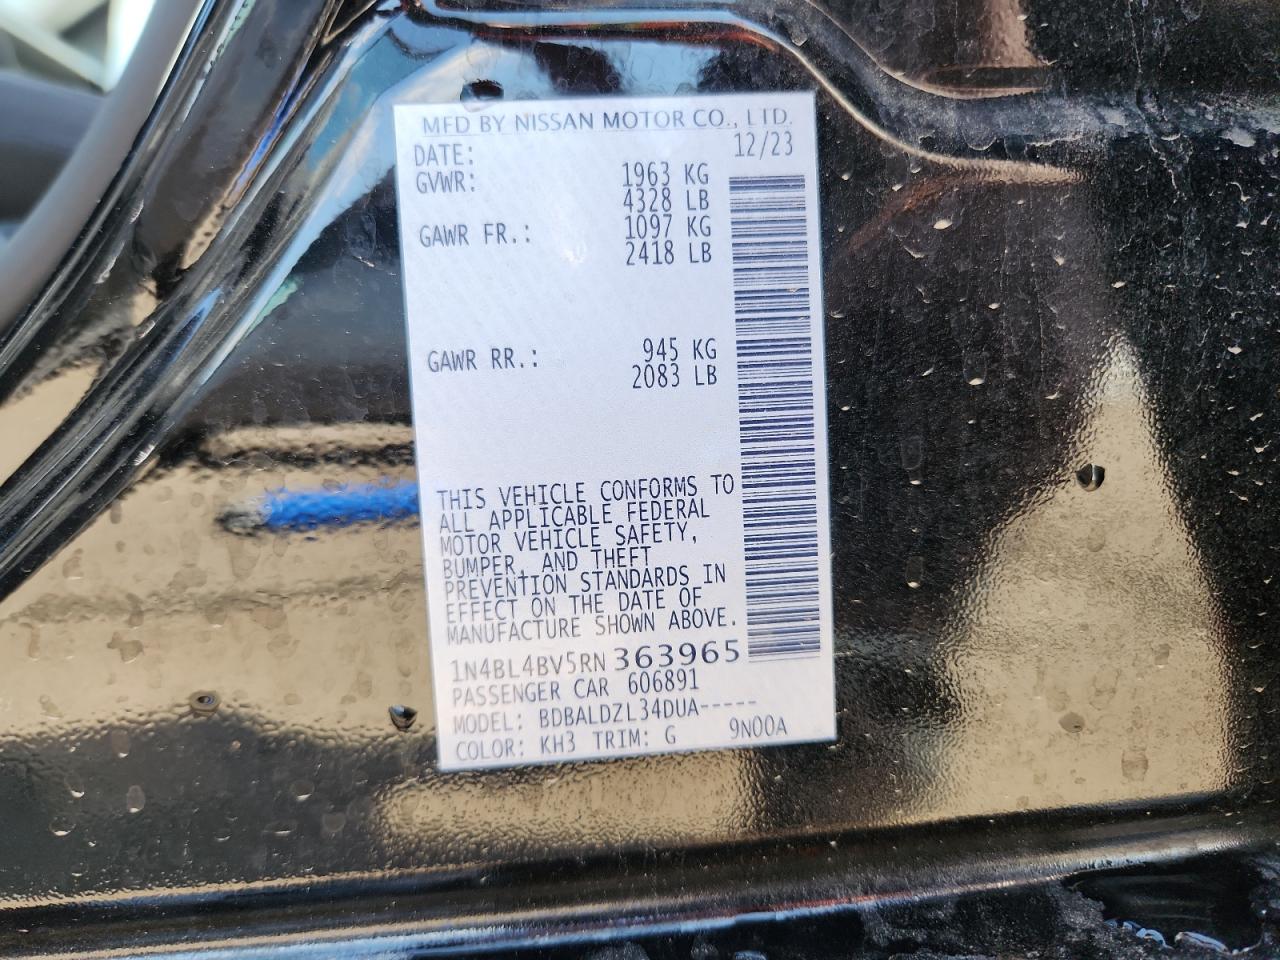 MFD BY NISSAN MOTOR CO., LTD.
DATE: 12/23
GVWR: 1963 KG
4328 LB
GAWR FR.: 1097 KG
2418 LB
GAWR RR.: 945 KG
2083 LB
THIS VEHICLE CONFORMS TO
ALL APPLICABLE FEDERAL
MOTOR VEHICLE SAFETY,
BUMPER, AND THEFT
PREVENTION STANDARDS IN
EFFECT ON THE DATE OF
MANUFACTURE SHOWN ABOVE.
1N4BL4BV5RN363965
PASSENGER CAR 606891
MODEL: BDBALDZL34DUA-----
COLOR: KH3 TRIM: G 9N00A